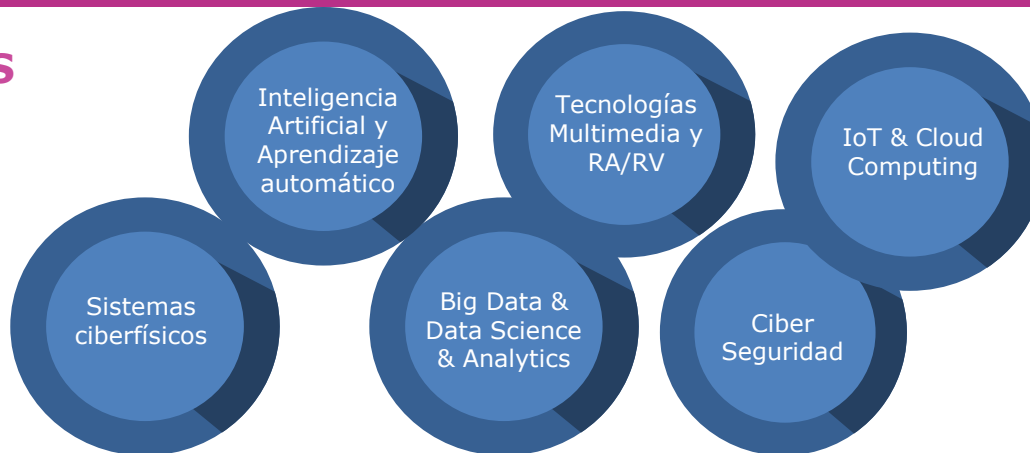 s
Inteligencia
Artificial y
Aprendizaje
automático
Tecnologías
Multimedia y
RA/RV
IoT & Cloud
Computing
Sistemas
ciberfísicos
Big Data &
Data Science
& Analytics
Ciber
Seguridad